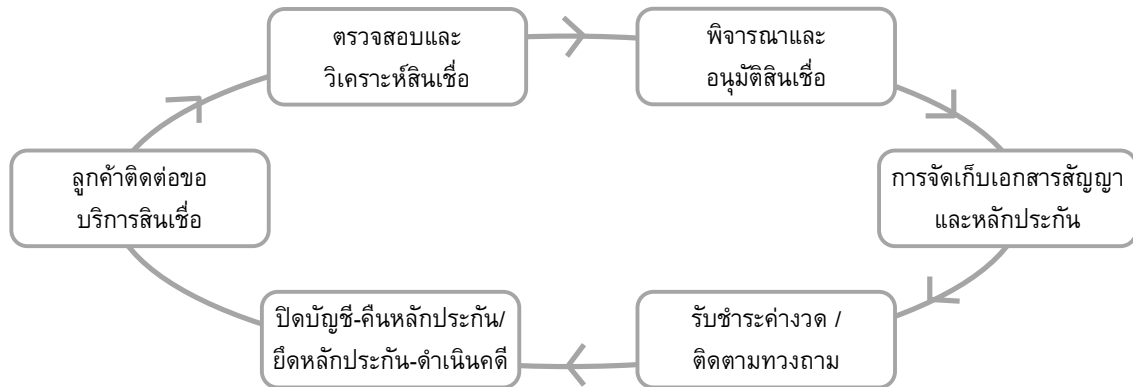 ตรวจสอบและ
วิเคราะห์สินเชื่อ
พิจารณาและ
อนุมัติสินเชื่อ
ลูกค้าติดต่อขอ
บริการสินเชื่อ
การจัดเก็บเอกสารสัญญา
และหลักประกัน
ปิดบัญชี-คืนหลักประกัน/
ยึดหลักประกัน-ดำเนินคดี
รับชำระค่างวด /
ติดตามทวงถาม